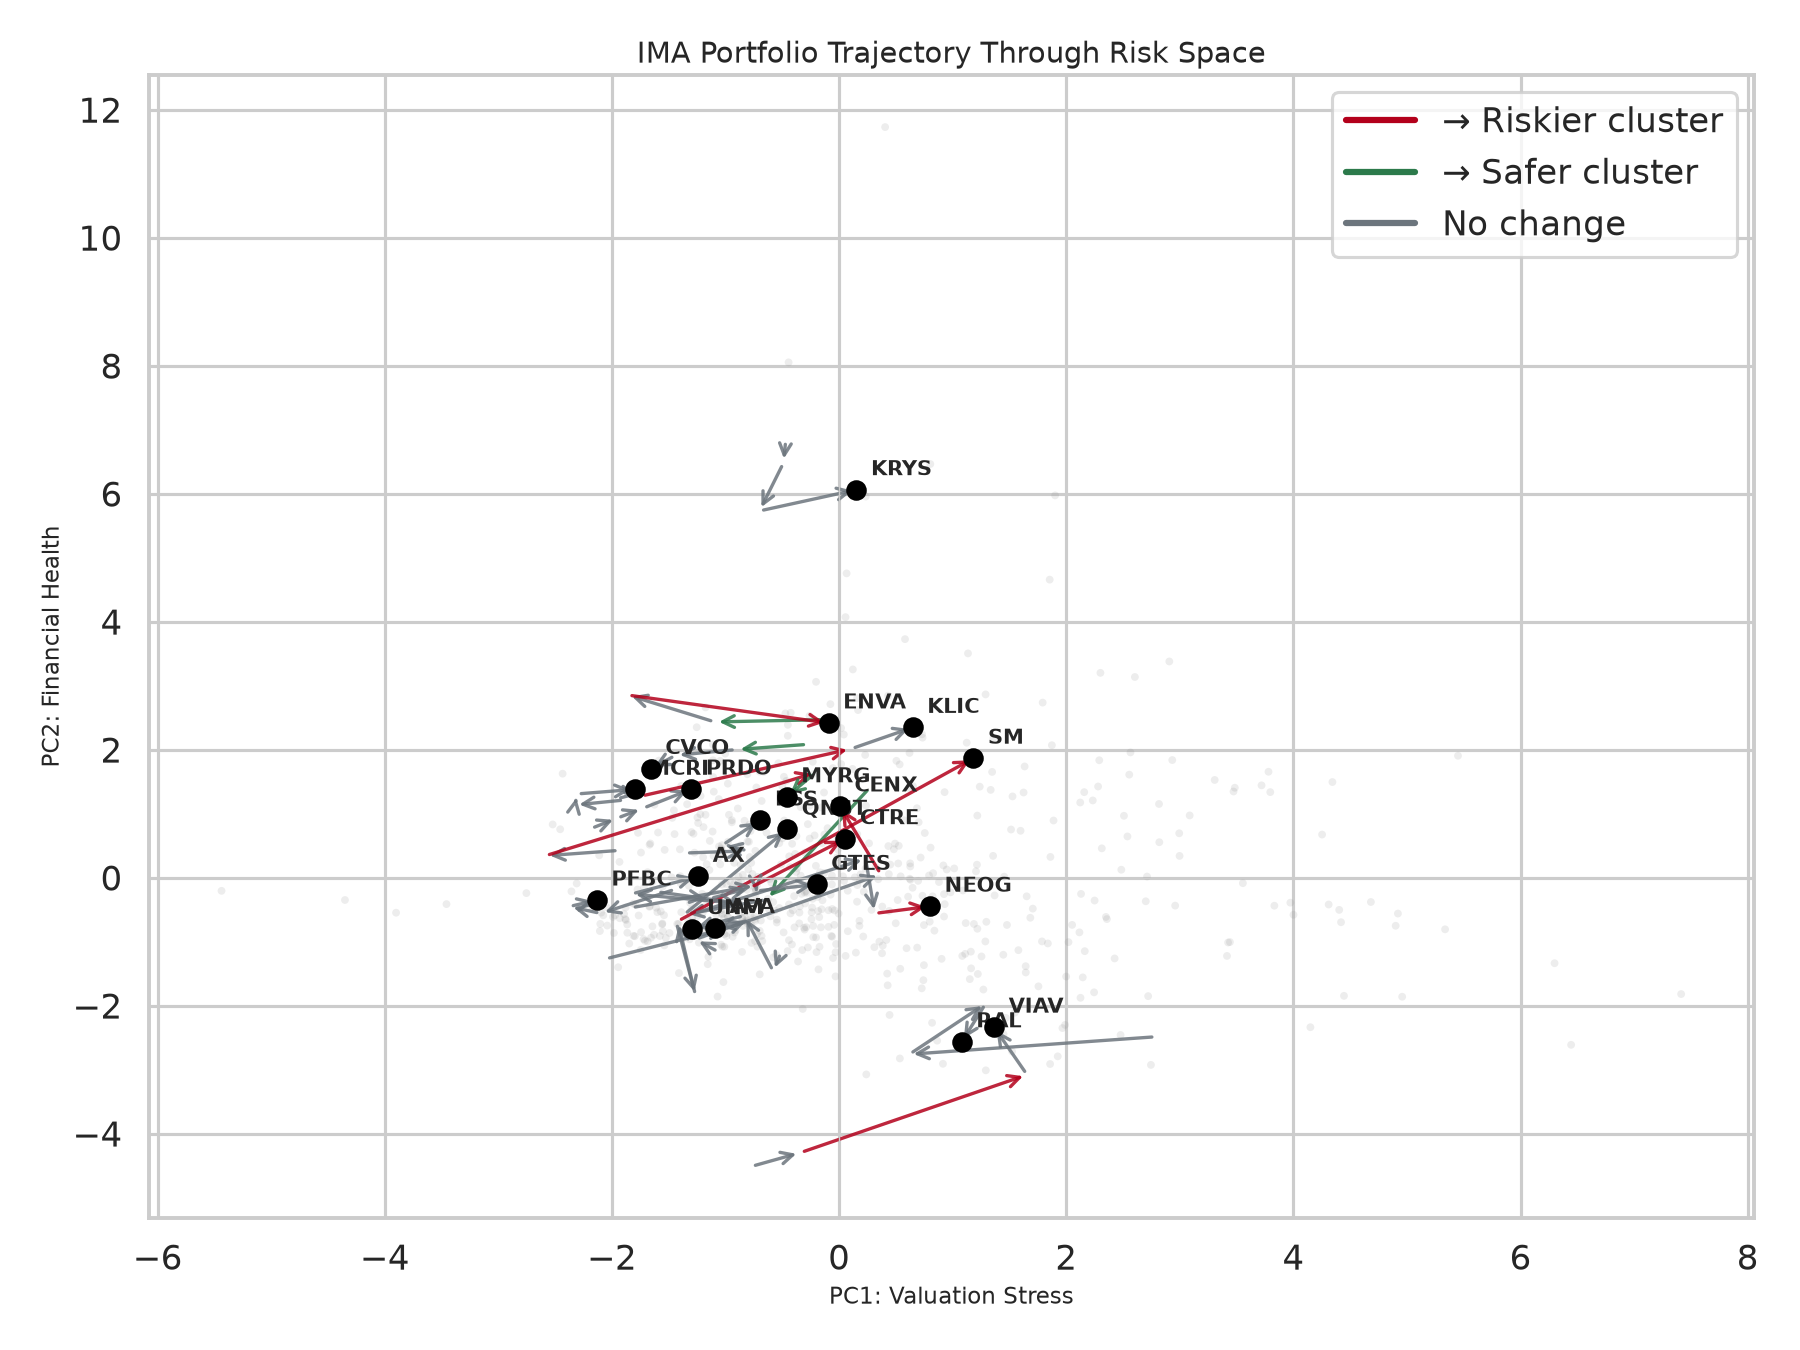 IMA Portfolio Trajectory Through Risk Space
→ Riskier cluster
→ Safer cluster
No change
PC2: Financial Health
12
10
8
6
4
2
0
−2
−4
KRYS
ENVA
KLIC
SM
CVCO
PRDO
MYRG
CENX
CTRE
AX
GTES
PFBC
NEOG
VIAV
−6
−4
−2
0
2
4
6
8
PC1: Valuation Stress